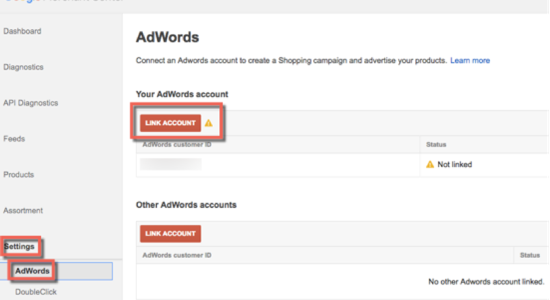 Dashboard
Diagnostics
API Diagnostics
Feeds
Products
Assortment
Settings
AdWords
DoubleClick
AdWords
Connect an Adwords account to create a Shopping campaign and advertise your products. Learn more
Your AdWords account
LINK ACCOUNT
AdWords customer ID Status
Not linked
Other AdWords accounts
LINK ACCOUNT
AdWords customer ID Status
No other Adwords account linked.